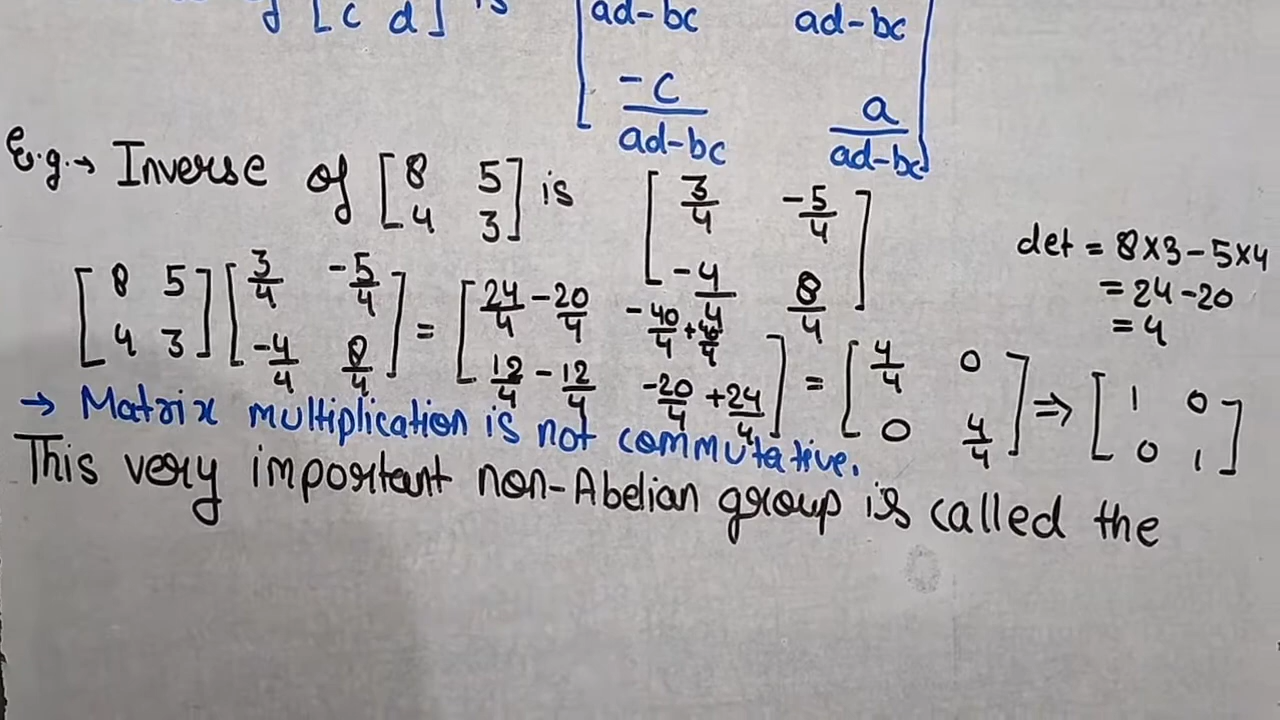 of [c d] is [ad-bc ad-bc
-c/ad-bc a/ad-bc]
E.g.→ Inverse of [8 5 4 3] is [3/4 -5/4 -4/4 8/4]
det = 8×3-5×4
= 24-20
= 4
[8 5 4 3] [3/4 -5/4 -4/4 8/4] = [24/4-20/4 -40/4+40/4 12/4-12/4 -20/4+24/4] = [4/4 0 0 4/4] ⇒ [1 0 0 1]
→ Matrix multiplication is not commutative.
This very important non-Abelian group is called the